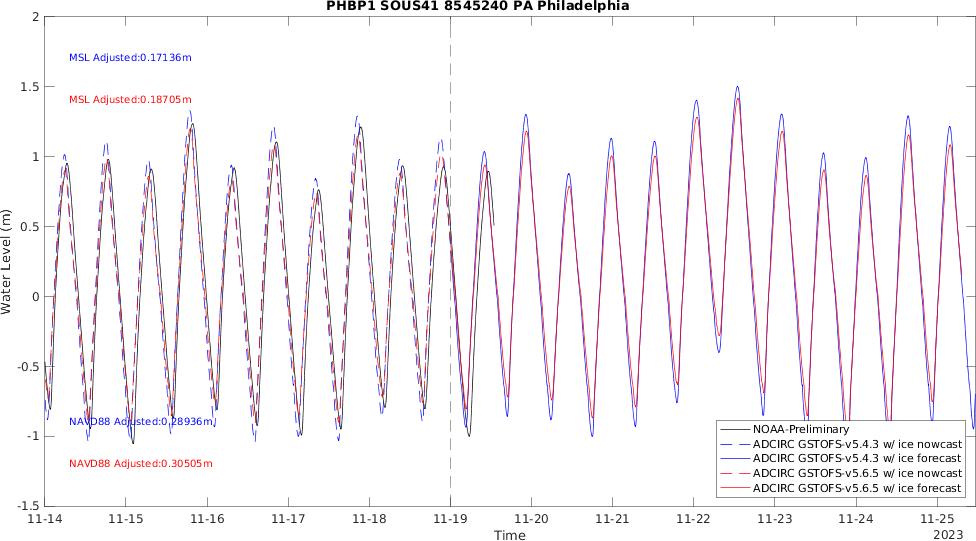 PHBP1 SOUS41 8545240 PA Philadelphia
2
1.5
1
0.5
0
-0.5
-1
-1.5
Water Level (m)
MSL Adjusted:0.17136m
MSL Adjusted:0.18705m
NAVD88 Adjusted:0.28936m
NAVD88 Adjusted:0.30505m
NOAA-Preliminary
ADCIRC GSTOFS-v5.4.3 w/ ice nowcast
ADCIRC GSTOFS-v5.4.3 w/ ice forecast
ADCIRC GSTOFS-v5.6.5 w/ ice nowcast
ADCIRC GSTOFS-v5.6.5 w/ ice forecast
11-14 11-15 11-16 11-17 11-18 11-19 11-20 11-21 11-22 11-23 11-24 11-25
Time
2023